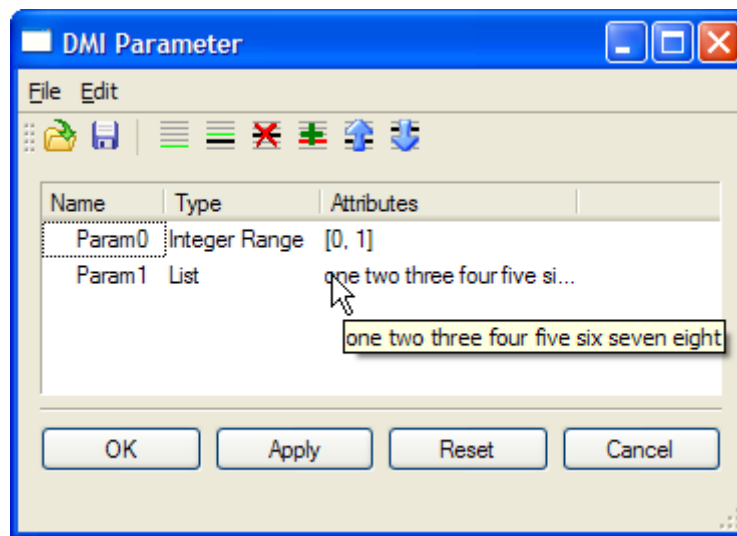 DMI Parameter
File Edit
Name Type Attributes
Param0 Integer Range [0, 1]
Param1 List one two three four five si...
one two three four five six seven eight
OK Apply Reset Cancel